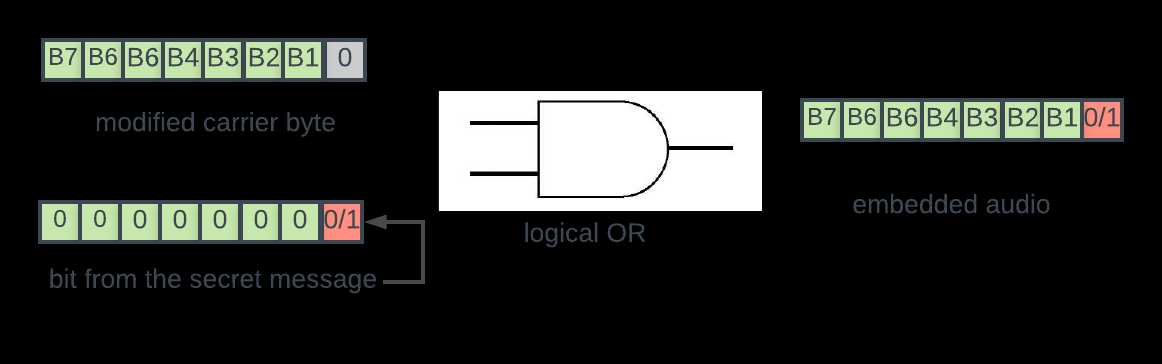 B7 B6 B6 B4 B3 B2 B1 0
modified carrier byte
0 0 0 0 0 0 0 0/1
bit from the secret message
logical OR
B7 B6 B6 B4 B3 B2 B1 0/1
embedded audio